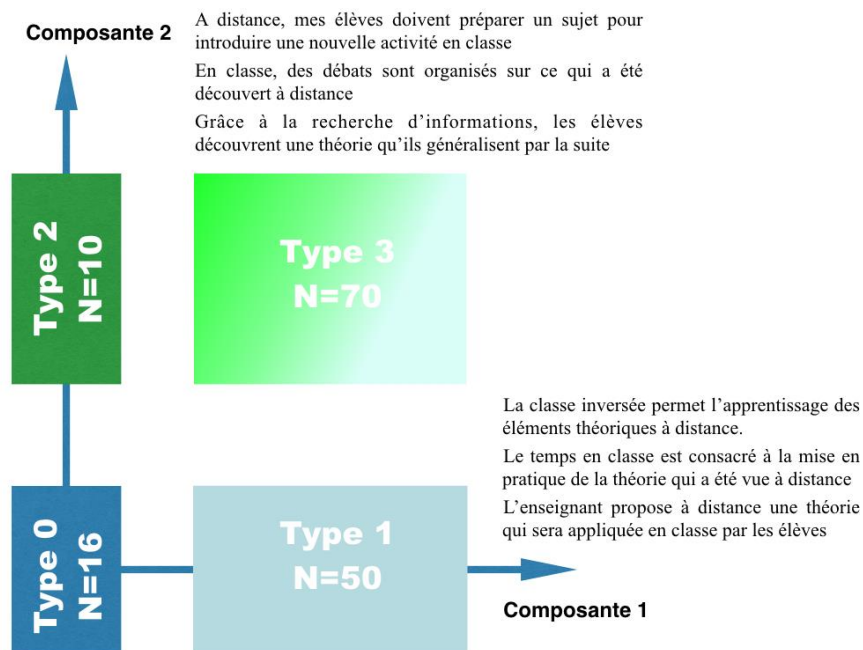 Composante 2
A distance, mes élèves doivent préparer un sujet pour
introduire une nouvelle activité en classe
En classe, des débats sont organisés sur ce qui a été
découvert à distance
Grâce à la recherche d’informations, les élèves
découvrent une théorie qu’ils généralisent par la suite
Type 2
N=10
Type 3
N=70
La classe inversée permet l’apprentissage des
éléments théoriques à distance.
Le temps en classe est consacré à la mise en
pratique de la théorie qui a été vue à distance
L’enseignant propose à distance une théorie
qui sera appliquée en classe par les élèves
Type 0
N=16
Type 1
N=50
Composante 1